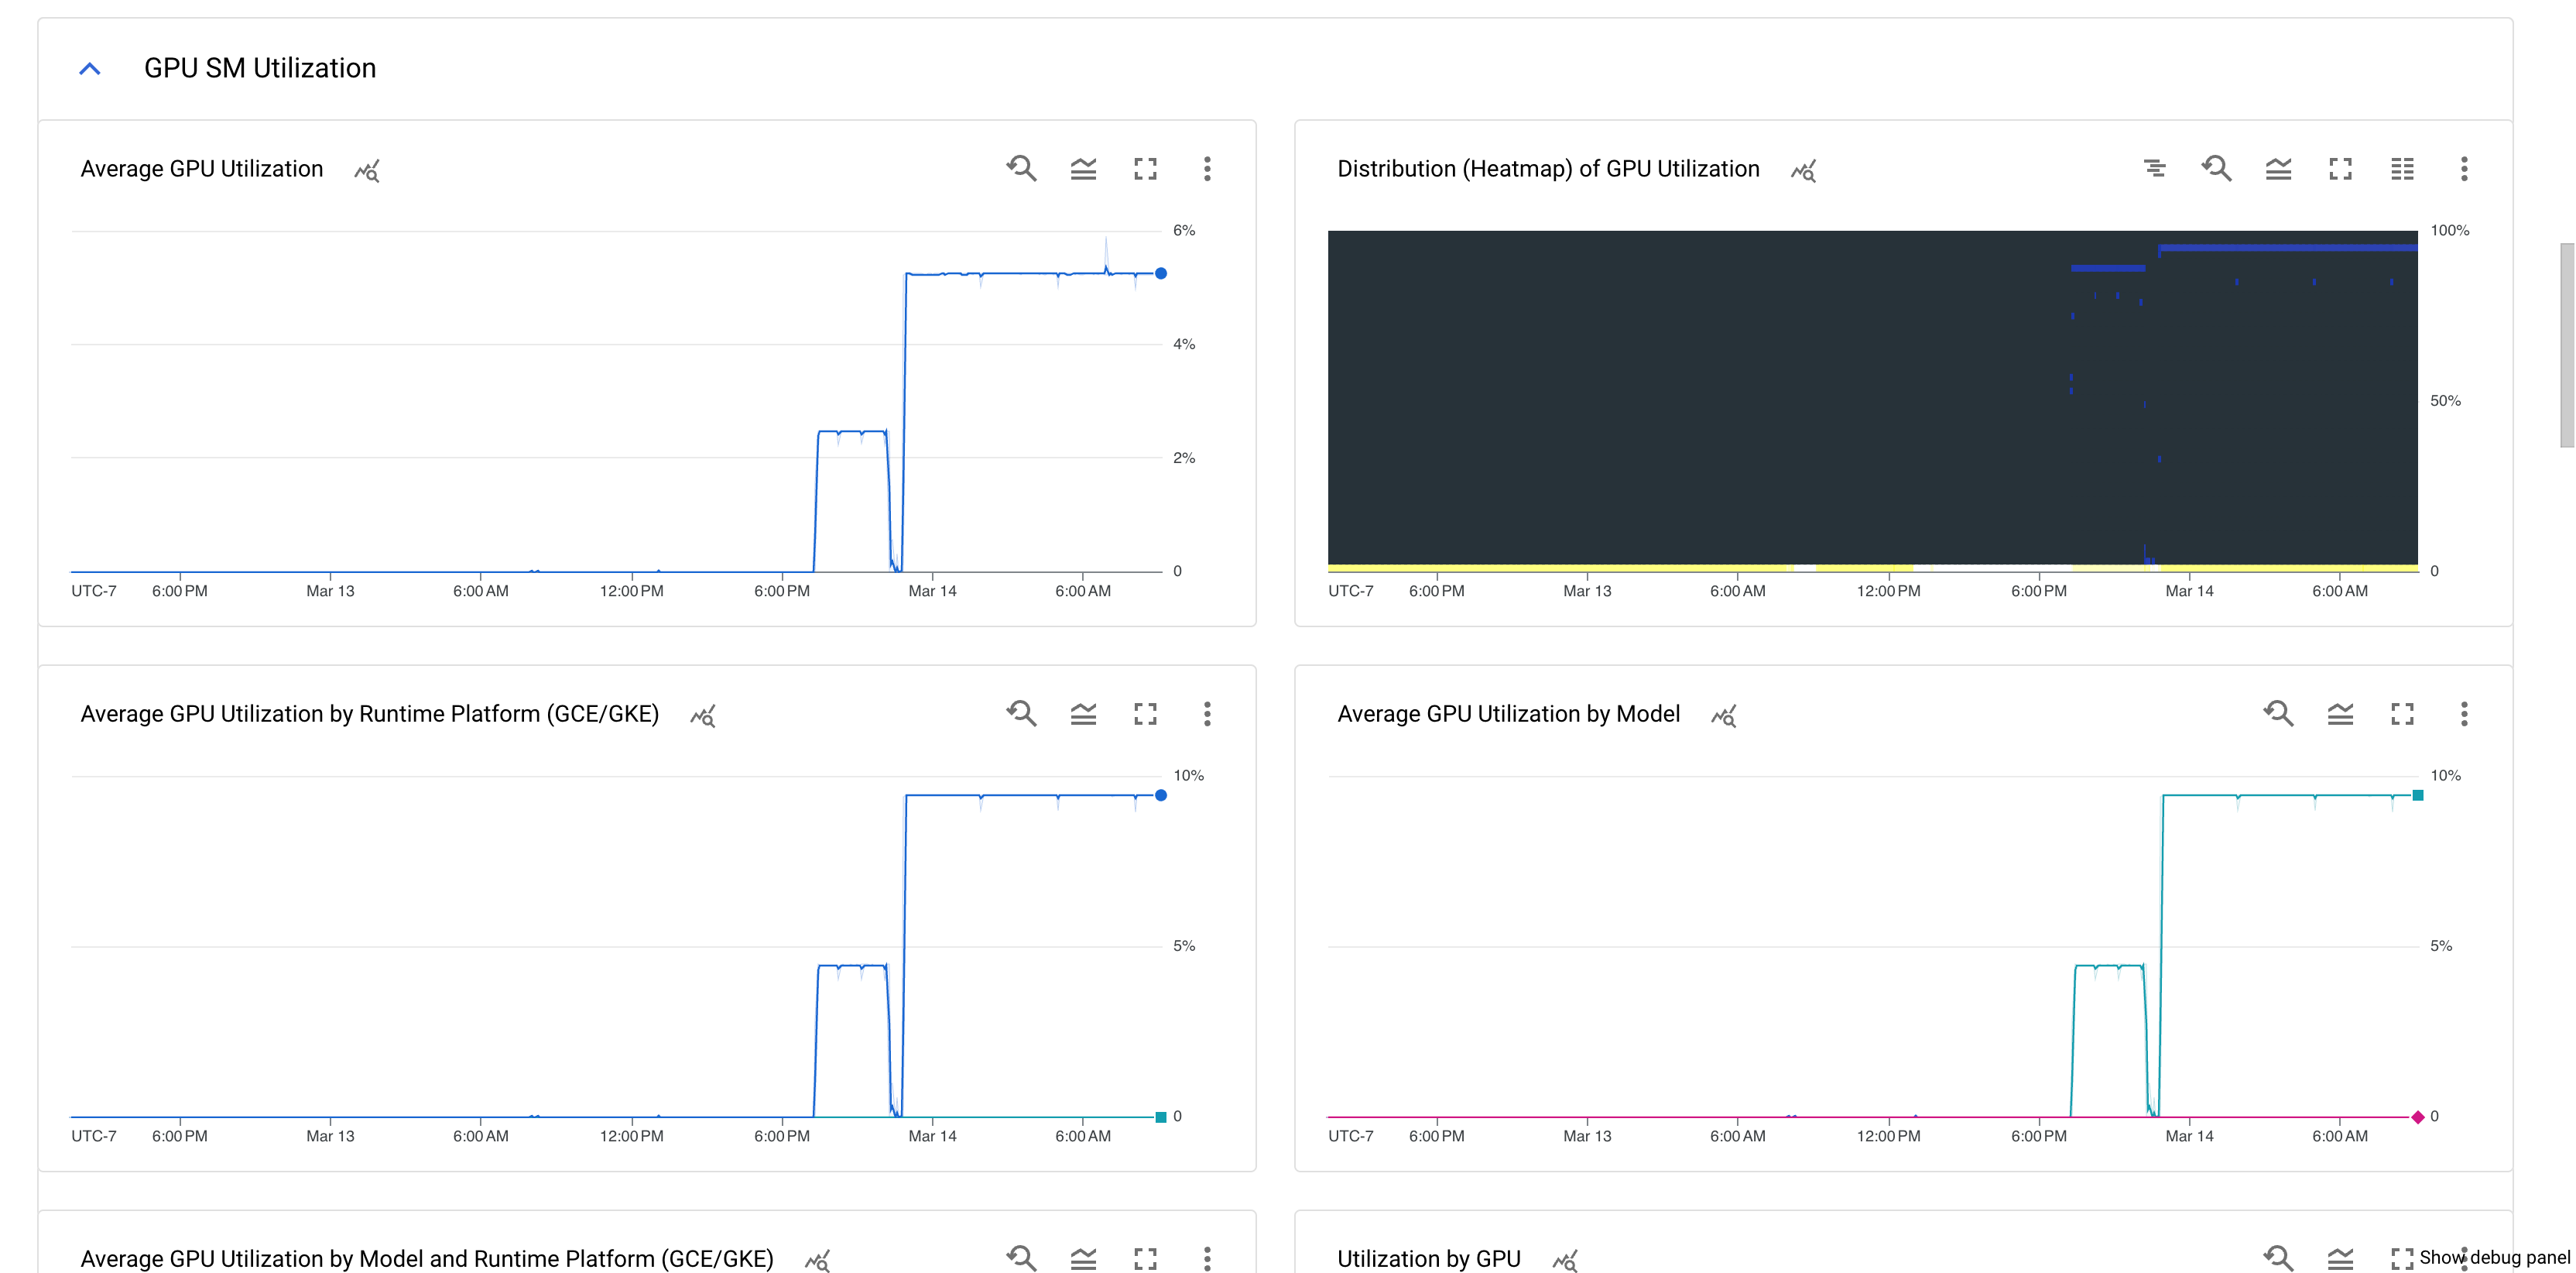 GPU SM Utilization
Average GPU Utilization
6%
4%
2%
0
UTC-7 6:00 PM Mar 13 6:00 AM 12:00 PM 6:00 PM Mar 14 6:00 AM
Distribution (Heatmap) of GPU Utilization
100%
50%
0
UTC-7 6:00 PM Mar 13 6:00 AM 12:00 PM 6:00 PM Mar 14 6:00 AM
Average GPU Utilization by Runtime Platform (GCE/GKE)
10%
5%
0
UTC-7 6:00 PM Mar 13 6:00 AM 12:00 PM 6:00 PM Mar 14 6:00 AM
Average GPU Utilization by Model
10%
5%
0
UTC-7 6:00 PM Mar 13 6:00 AM 12:00 PM 6:00 PM Mar 14 6:00 AM
Average GPU Utilization by Model and Runtime Platform (GCE/GKE)
Utilization by GPU
Show debug panel